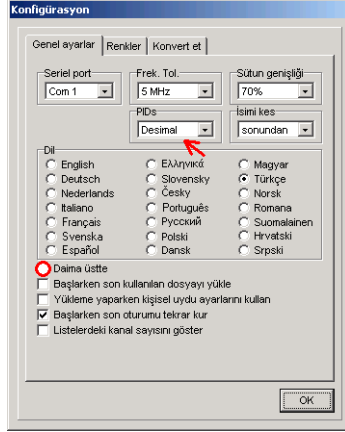 Konfigürasyon
Genel ayarlar Renkler Konvert et
Seriel port Frek. Tol. Sütun genişliği
Com 1 5 MHz 70%
PIDs İsimi kes
Desimal sonundan
Dil
English Ελληνικά Magyar
Deutsch Slovensky Türkçe
Nederlands Česky Norsk
Italiano Português Romana
Français Русский Suomalainen
Svenska Polski Hrvatski
Español Dansk Srpski
Daima üstte
Başlarken son kullanılan dosyayı yükle
Yükleme yaparken kişisel uydu ayarlarını kullan
Başlarken son oturumu tekrar kur
Listelerdeki kanal sayısını göster
OK